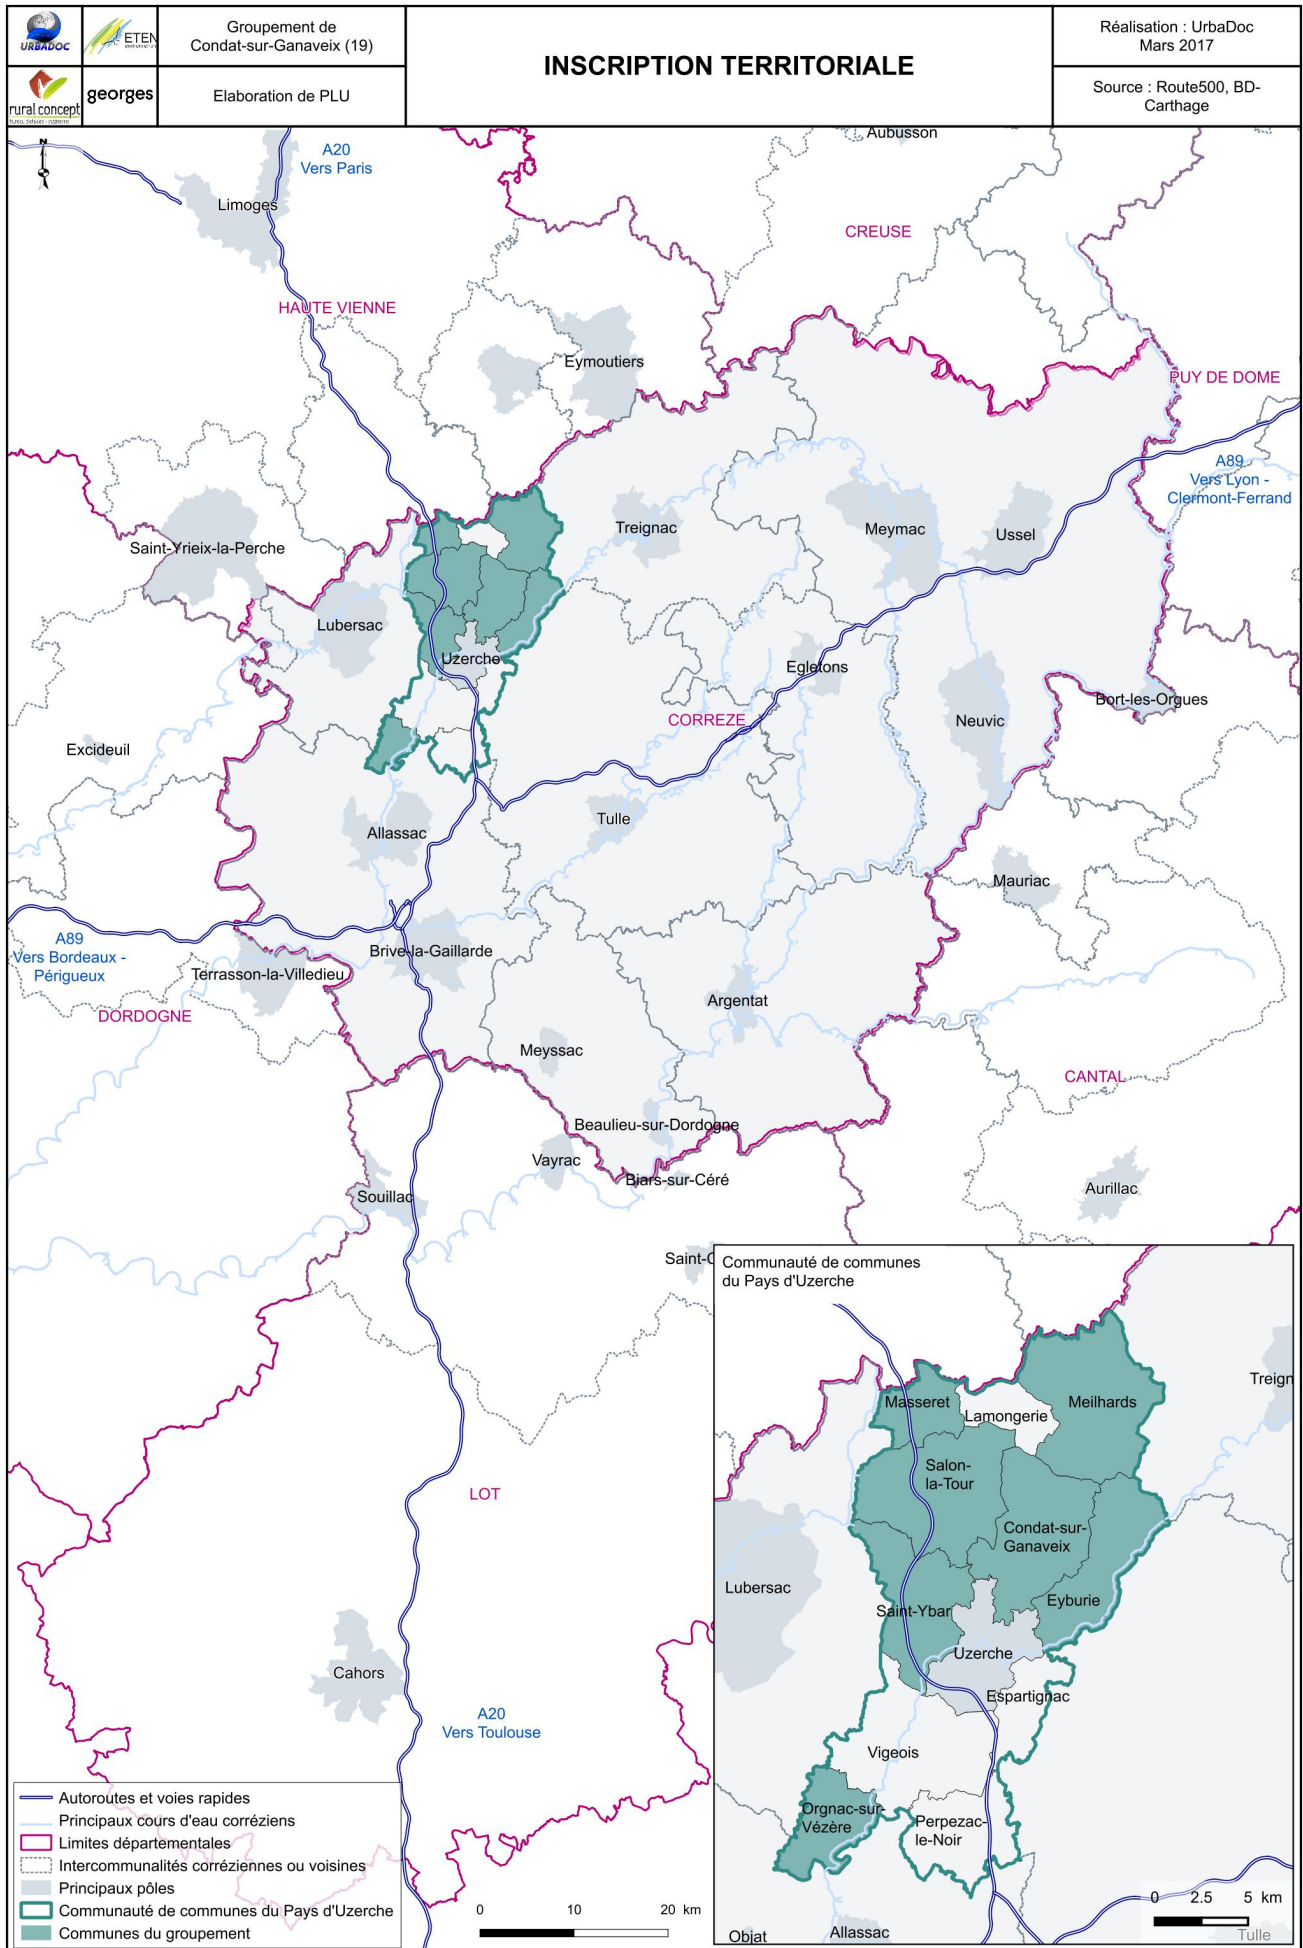 URBADOC
ETEN
environnement
rural concept
georges
Groupement de
Condat-sur-Ganaveix (19)
Elaboration de PLU
INSCRIPTION TERRITORIALE
Réalisation : UrbaDoc
Mars 2017
Source : Route500, BD-
Carthage
N
Aubusson
A20
Vers Paris
Limoges
CREUSE
HAUTE VIENNE
Eymoutiers
PUY DE DOME
A89
Vers Lyon -
Clermont-Ferrand
Treignac
Meymac
Ussel
Saint-Yrieix-la-Perche
Lubersac
Uzerche
Egletons
Bort-les-Orgues
CORREZE
Neuvic
Excideuil
Tulle
Allassac
Mauriac
A89
Vers Bordeaux -
Périgueux
Brive-la-Gaillarde
Terrasson-la-Villedieu
Argentat
DORDOGNE
Meyssac
CANTAL
Beaulieu-sur-Dordogne
Vayrac
Biars-sur-Céré
Souillac
Aurillac
Saint-C
LOT
Cahors
A20
Vers Toulouse
Communauté de communes
du Pays d'Uzerche
Treign
Masseret
Lamongerie
Meilhards
Salon-
la-Tour
Condat-sur-
Ganaveix
Lubersac
Saint-Ybar
Eyburie
Uzerche
Espartignac
Vigeois
Orgnac-sur-
Vézère
Perpezac-
le-Noir
0 2.5 5 km
Objat
Allassac
Tulle
Autoroutes et voies rapides
Principaux cours d'eau corréziens
Limites départementales
Intercommunalités corréziennes ou voisines
Principaux pôles
Communauté de communes du Pays d'Uzerche
Communes du groupement
0 10 20 km